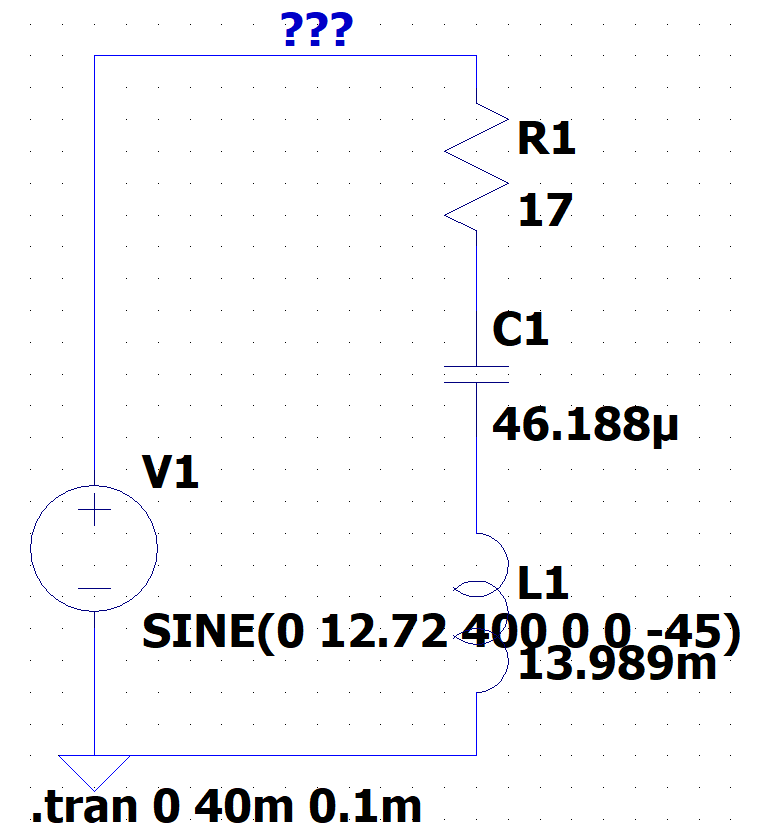 ???
R1
17
C1
46.188µ
V1
L1
SINE(0 12.72 400 0 0 -45)
13.989m
.tran 0 40m 0.1m